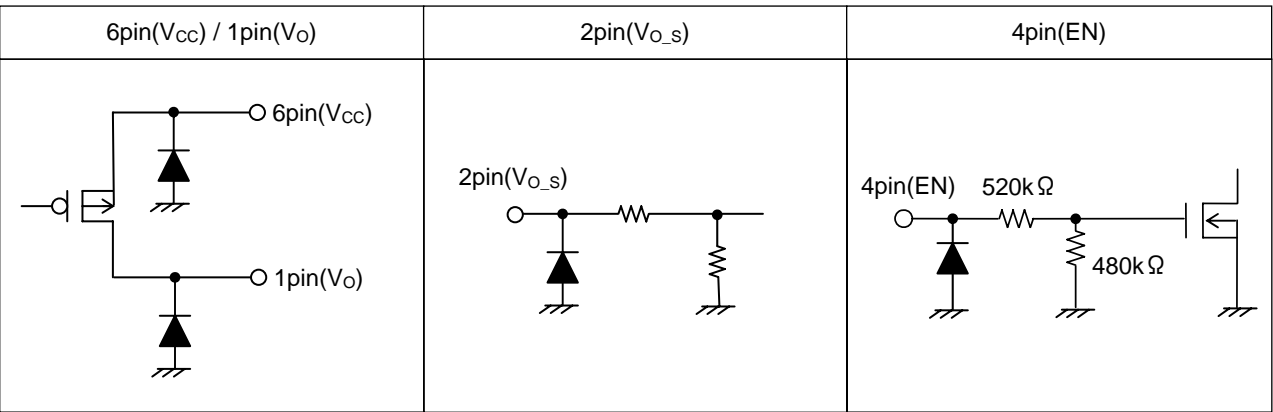 6pin(VCC) / 1pin(VO)
2pin(VO_S)
4pin(EN)
6pin(VCC)
1pin(VO)
2pin(VO_S)
4pin(EN)
520kΩ
480kΩ